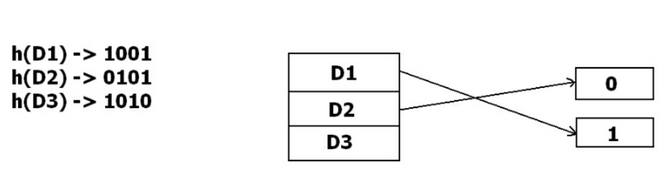 h(D1) -> 1001
h(D2) -> 0101
h(D3) -> 1010
D1
D2
D3
0
1